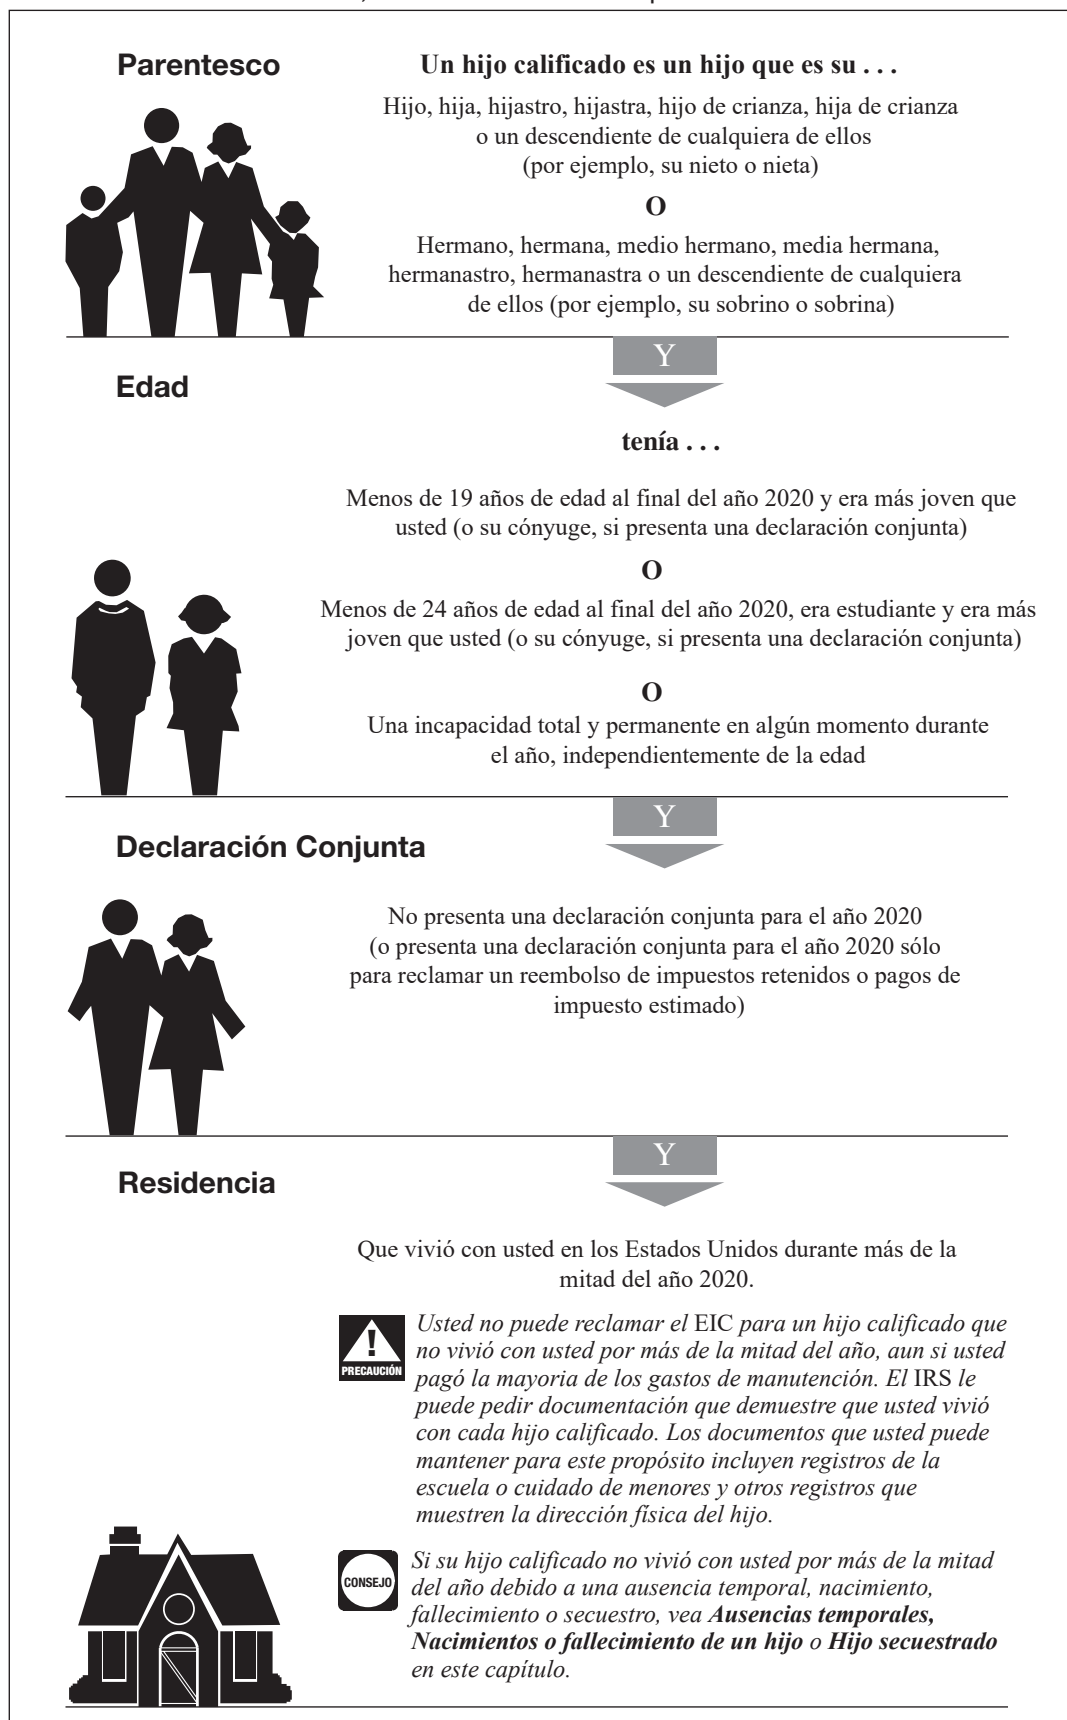 Parentesco
Un hijo calificado es un hijo que es su . . .
Hijo, hija, hijastro, hijastra, hijo de crianza, hija de crianza
o un descendiente de cualquiera de ellos
(por ejemplo, su nieto o nieta)
O
Hermano, hermana, medio hermano, media hermana,
hermanastro, hermanastra o un descendiente de cualquiera
de ellos (por ejemplo, su sobrino o sobrina)
Y
Edad
tenía . . .
Menos de 19 años de edad al final del año 2020 y era más joven que
usted (o su cónyuge, si presenta una declaración conjunta)
O
Menos de 24 años de edad al final del año 2020, era estudiante y era más
joven que usted (o su cónyuge, si presenta una declaración conjunta)
O
Una incapacidad total y permanente en algún momento durante
el año, independientemente de la edad
Y
Declaración Conjunta
No presenta una declaración conjunta para el año 2020
(o presenta una declaración conjunta para el año 2020 sólo
para reclamar un reembolso de impuestos retenidos o pagos de
impuesto estimado)
Y
Residencia
Que vivió con usted en los Estados Unidos durante más de la
mitad del año 2020.
!
PRECAUCIÓN
Usted no puede reclamar el EIC para un hijo calificado que
no vivió con usted por más de la mitad del año, aun si usted
pagó la mayoria de los gastos de manutención. El IRS le
puede pedir documentación que demuestre que usted vivió
con cada hijo calificado. Los documentos que usted puede
mantener para este propósito incluyen registros de la
escuela o cuidado de menores y otros registros que
muestren la dirección física del hijo.
CONSEJO
Si su hijo calificado no vivió con usted por más de la mitad
del año debido a una ausencia temporal, nacimiento,
fallecimiento o secuestro, vea Ausencias temporales,
Nacimientos o fallecimiento de un hijo o Hijo secuestrado
en este capítulo.